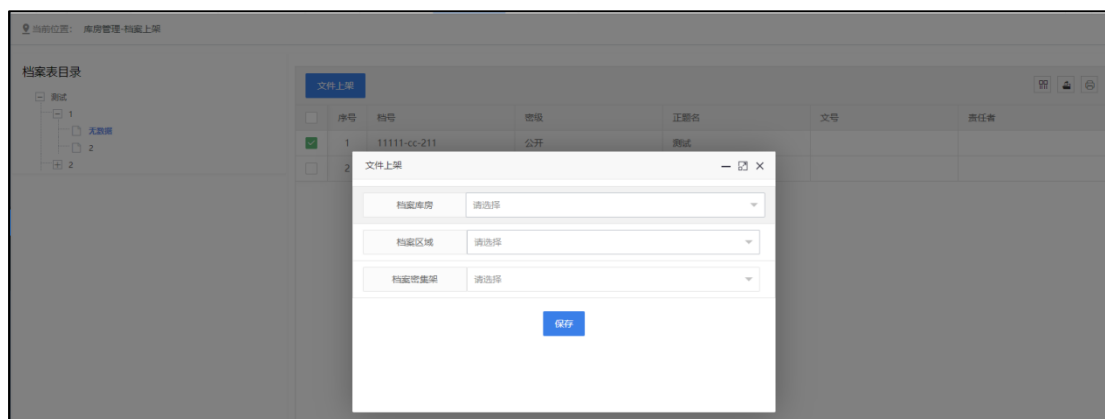 当前位置: 库房管理-档案上架
档案表目录
测试
1
无数据
2
2
文件上架
序号 档号 密级 正题名 文号 责任者
1 11111-cc-211 公开 测试
2
文件上架
档案库房 请选择
档案区域 请选择
档案密集架 请选择
保存